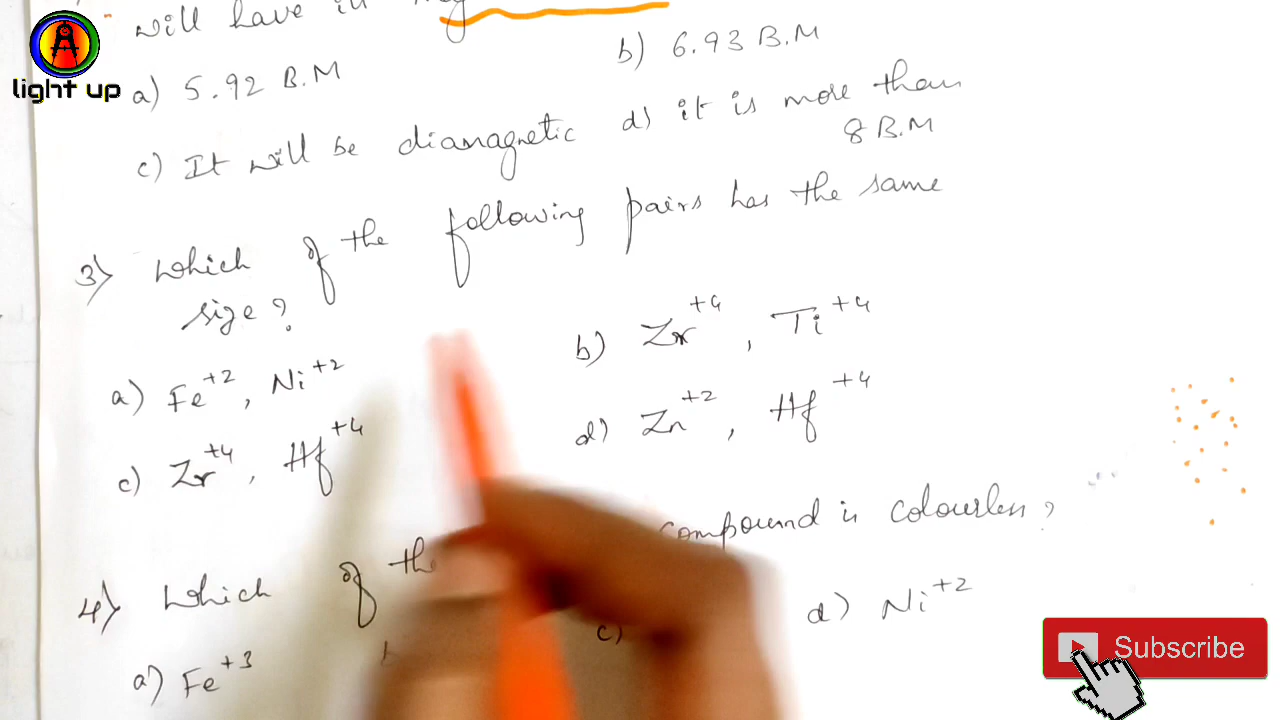 will have
light up
a) 5.92 B.M b) 6.93 B.M
c) It will be diamagnetic d) it is more than
8 B.M
3) Which of the following pairs has the same
size?
a) Fe+2, Ni+2 b) Zr+4, Ti+4
c) Zr+4, Hf+4 d) Zn+2, Hf+4
4) Which of the compound is colourless?
a) Fe+3 c) d) Ni+2
Subscribe